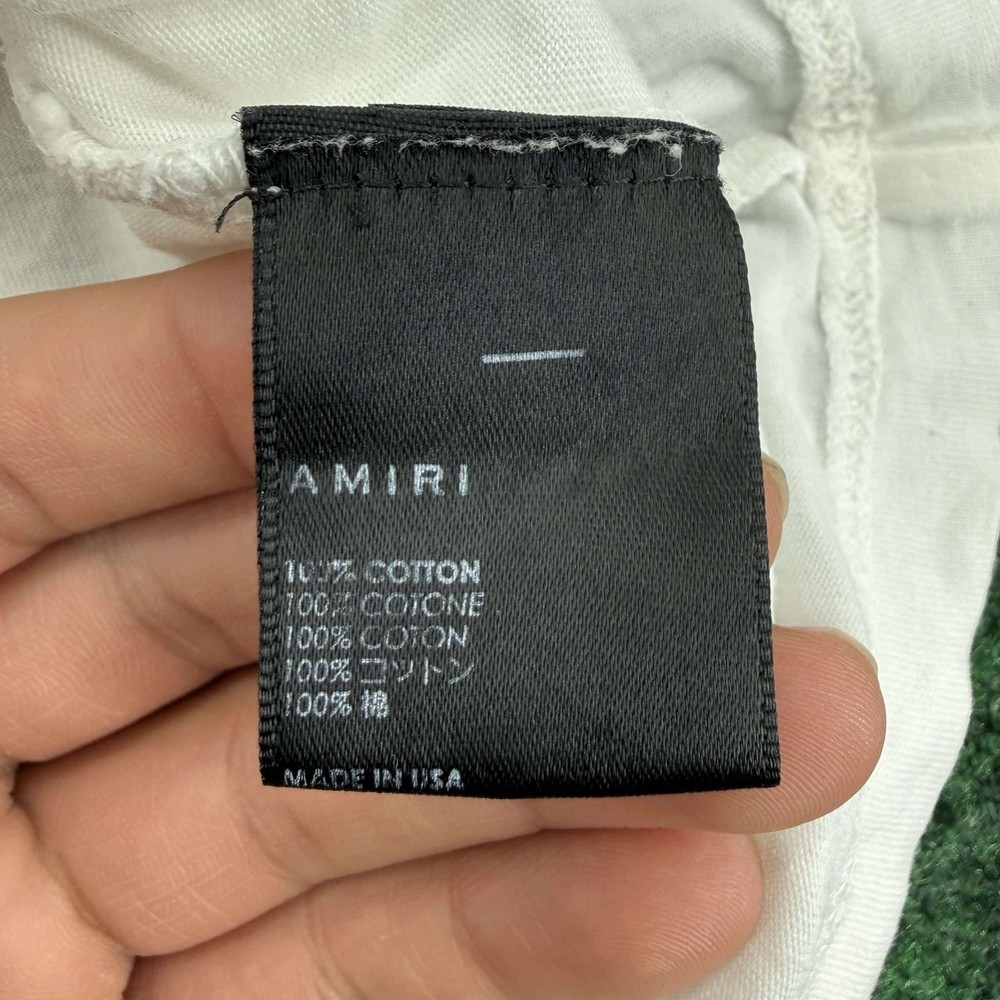 AMIRI
100% COTTON
100% COTONE
100% COTON
100% コットン
100% 棉
MADE IN USA